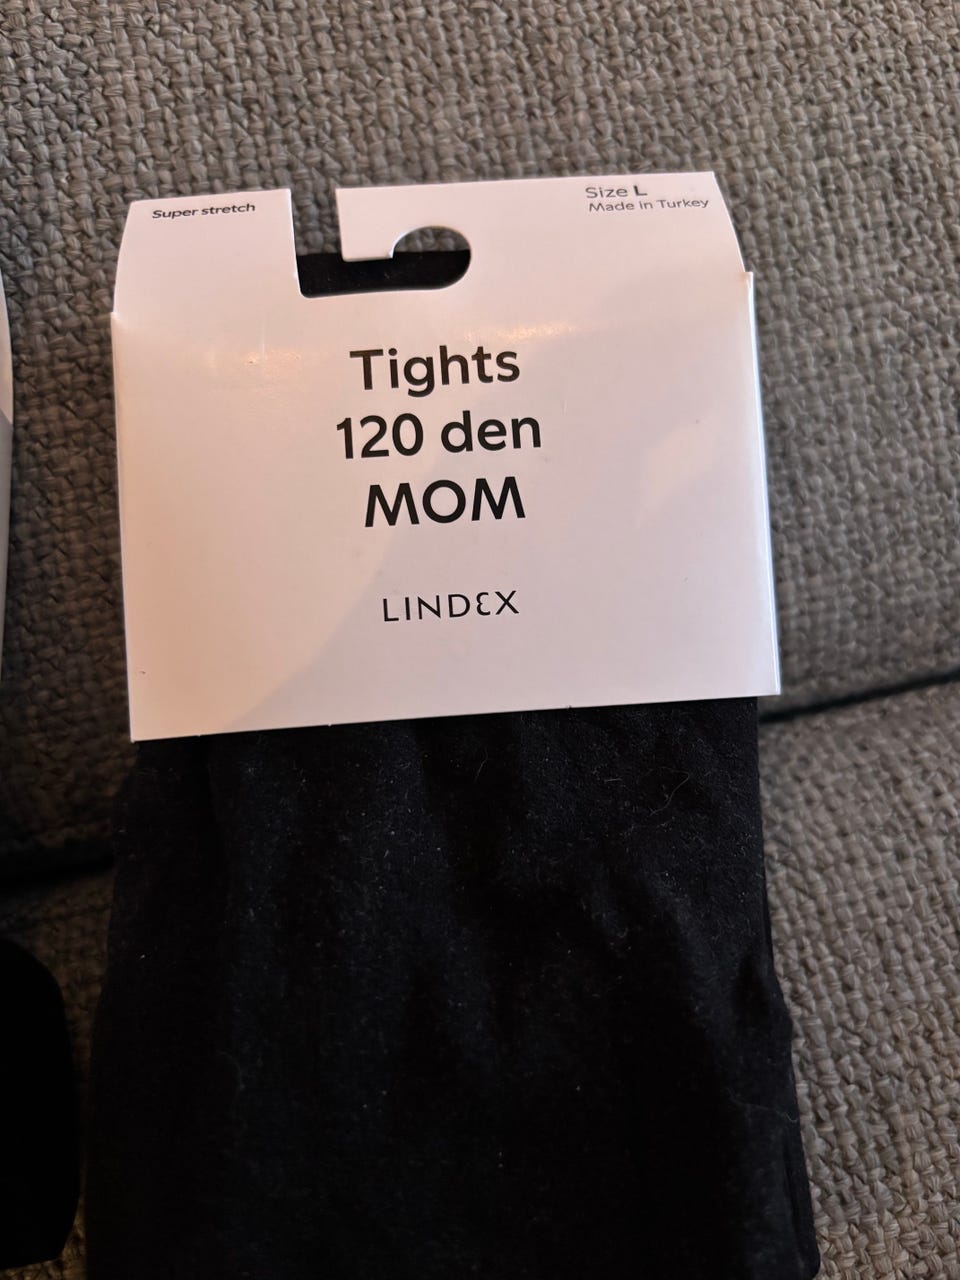 Super stretch
Size L
Made in Turkey
Tights
120 den
MOM
LINDEX